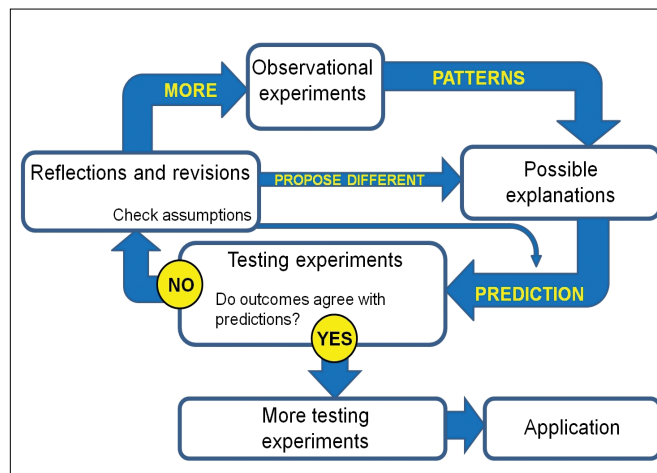 Observational
experiments
MORE
PATTERNS
Reflections and revisions
Check assumptions
PROPOSE DIFFERENT
Possible
explanations
Testing experiments
Do outcomes agree with
predictions?
NO
YES
PREDICTION
More testing
experiments
Application